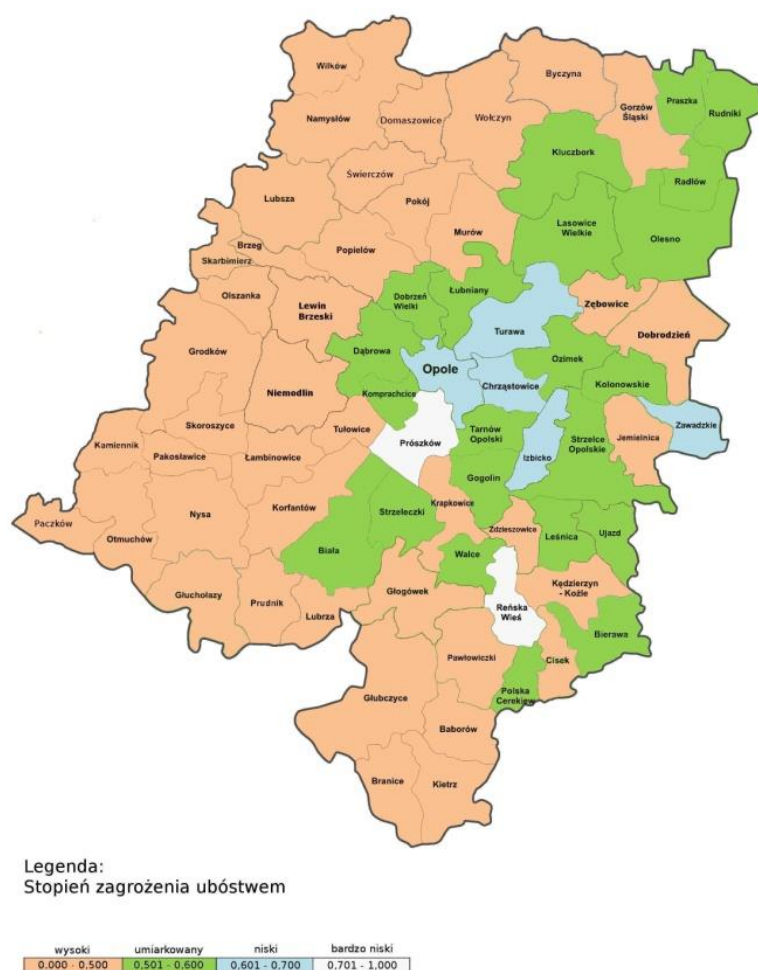 Wilków
Byczyna
Praszka
Gorzów
Śląski
Rudniki
Namysłów
Domaszowice
Wołczyn
Kluczbork
Świerczów
Radłów
Lubsza
Pokój
Lasowice
Wielkie
Murów
Olesno
Brzeg
Popielów
Skarbimierz
Łubniany
Olszanka
Dobrzeń
Wielki
Lewin
Brzeski
Zębowice
Turawa
Dobrodzień
Grodków
Dąbrowa
Ozimek
Opole
Chrząstowice
Kolonowskie
Niemodlin
Komprachcice
Skoroszyce
Tułowice
Tarnów
Opolski
Zawadzkie
Kamiennik
Prószków
Strzelce
Opolskie
Jemielnica
Pakosławice
Łambinowice
Izbicko
Gogolin
Korfantów
Krapkowice
Nysa
Strzeleczki
Paczków
Zdzieszowice
Ujazd
Otmuchów
Leśnica
Biała
Walce
Kędzierzyn
- Koźle
Głuchołazy
Głogówek
Prudnik
Reńska
Wieś
Lubrza
Bierawa
Pawłowiczki
Cisek
Głubczyce
Polska
Cerekiew
Baborów
Branice
Kietrz
Legenda:
Stopień zagrożenia ubóstwem
wysoki umiarkowany niski bardzo niski
0.000 - 0,500 0,501 - 0,600 0,601 - 0,700 0,701 - 1,000